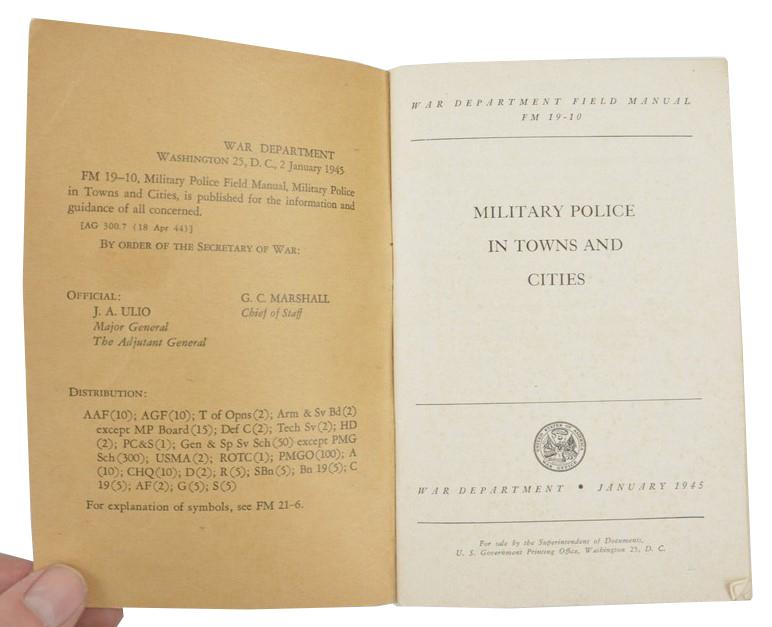 WAR DEPARTMENT
WASHINGTON 25, D. C., 2 January 1945
FM 19–10, Military Police Field Manual, Military Police
in Towns and Cities, is published for the information and
guidance of all concerned.
[AG 300.7 (18 Apr 44)]
BY ORDER OF THE SECRETARY OF WAR:
OFFICIAL:
J. A. ULIO
Major General
The Adjutant General
G. C. MARSHALL
Chief of Staff
DISTRIBUTION:
AAF(10); AGF(10); T of Opns(2); Arm & Sv Bd(2)
except MP Board(15); Def C(2); Tech Sv(2); HD
(2); PC&S(1); Gen & Sp Sv Sch(50) except PMG
Sch(300); USMA(2); ROTC(1); PMGO(100); A
(10); CHQ(10); D(2); R(5); SBn(5); Bn 19(5); C
19(5); AF(2); G(5); S(5)
For explanation of symbols, see FM 21–6.
WAR DEPARTMENT FIELD MANUAL
FM 19-10
MILITARY POLICE
IN TOWNS AND
CITIES
UNITED STATES OF AMERICA
WAR OFFICE
WAR DEPARTMENT • JANUARY 1945
For sale by the Superintendent of Documents,
U. S. Government Printing Office, Washington 25, D. C.